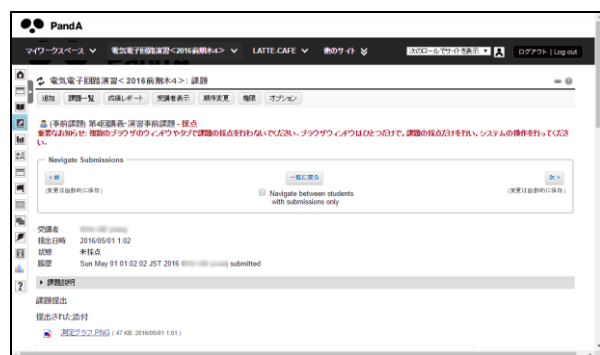 PandA
マイワークスペース
電気電子回路演習<2016前期木4>
LATTE-CAFE
他のサイト
次のロールでサイトを表示:
ログアウト | Log out
電気電子回路演習<2016前期木4>: 課題
追加 課題一覧 成績レポート 受講者表示 順序変更 権限 オプション
(事前課題) 第4回講義-演習事前課題 - 採点
重要なお知らせ: 複数のブラウザのウィンドウやタブで課題の採点を行わないでください。ブラウザウィンドウはひとつだけで、課題の採点だけを行い、システムの操作を行ってくださ
い。
Navigate Submissions
< 前
一覧に戻る
次 >
(変更は自動的に保存)
Navigate between students
with submissions only
(変更は自動的に保存)
受講者
提出日時 2016/05/01 1:02
状態 未採点
履歴 Sun May 01 01:02:02 JST 2016 submitted
課題説明
課題提出
提出された添付
測定グラフ.PNG ( 47 KB; 2016/05/01 1:01 )